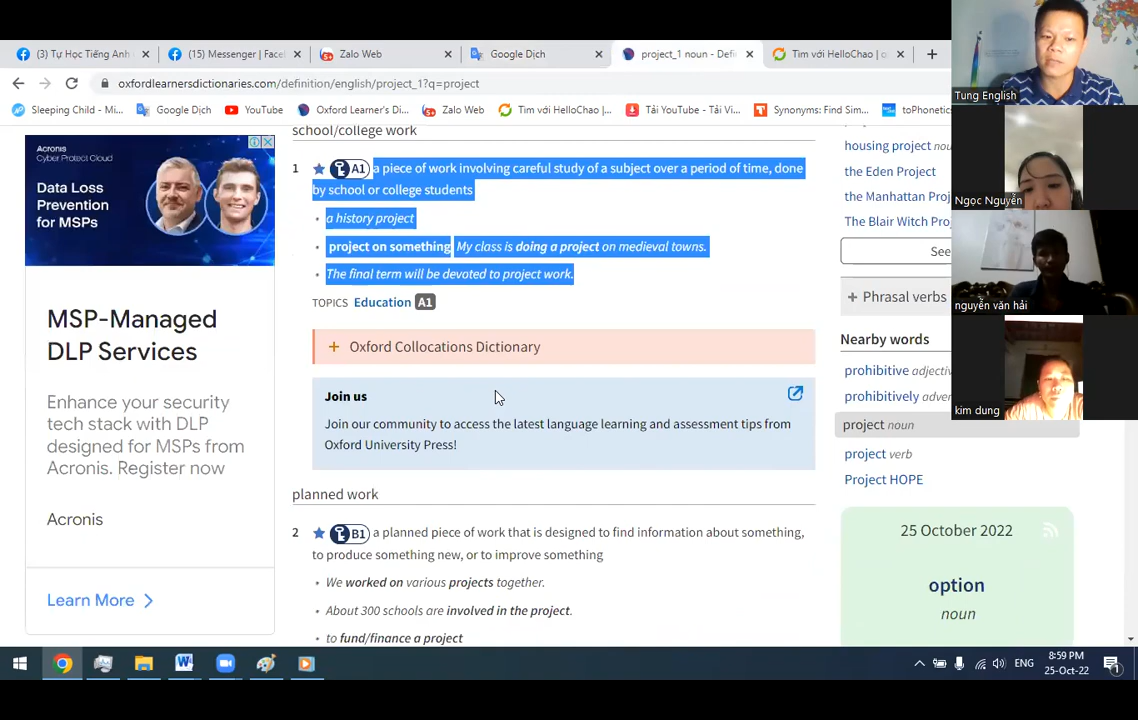 (3) Tự Học Tiếng Anh
(15) Messenger | Face
Zalo Web
Google Dịch
project_1 noun - Defi
Tìm với HelloChao | q
oxfordlearnersdictionaries.com/definition/english/project_1?q=project
Sleeping Child - Mi...
Google Dịch
YouTube
Oxford Learner's Di...
Zalo Web
Tìm với HelloChao |...
Tải YouTube - Tải Vi...
Synonyms: Find Sim...
toPhonetic
school/college work
1 A1 a piece of work involving careful study of a subject over a period of time, done
by school or college students
• a history project
• project on something My class is doing a project on medieval towns.
• The final term will be devoted to project work.
TOPICS Education A1
+ Oxford Collocations Dictionary
Join us
Join our community to access the latest language learning and assessment tips from
Oxford University Press!
planned work
2 B1 a planned piece of work that is designed to find information about something,
to produce something new, or to improve something
• We worked on various projects together.
• About 300 schools are involved in the project.
• to fund/finance a project
Acronis
Cyber Protect Cloud
Data Loss
Prevention
for MSPs
MSP-Managed
DLP Services
Enhance your security
tech stack with DLP
designed for MSPs from
Acronis. Register now
Acronis
Learn More
housing project nou
the Eden Project
the Manhattan Proj
The Blair Witch Proj
See
+ Phrasal verbs
Nearby words
prohibitive adjectiv
prohibitively adver
project noun
project verb
Project HOPE
25 October 2022
option
noun
Tung English
Ngọc Nguyễn
nguyễn văn hải
kim dung
ENG
8:59 PM
25-Oct-22
1